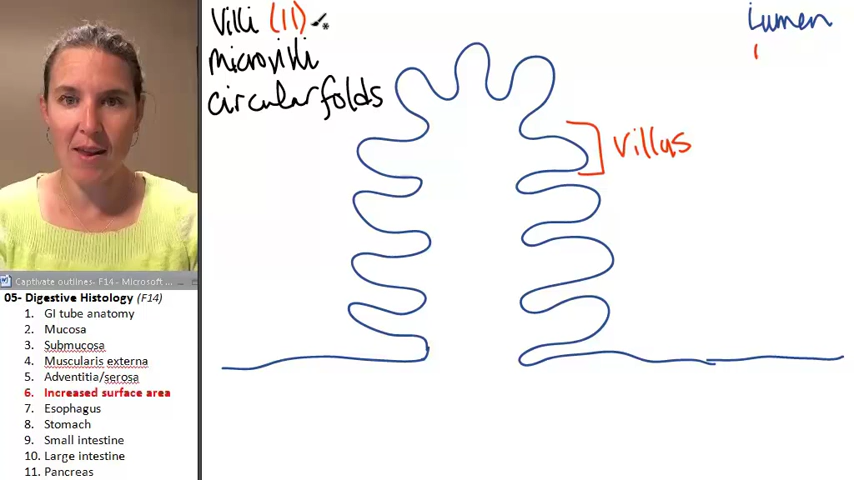 Villi (11)
microvilli
circular folds
Lumen
villus
Captivate outlines- F14 - Microsoft ...
05- Digestive Histology (F14)
1. GI tube anatomy
2. Mucosa
3. Submucosa
4. Muscularis externa
5. Adventitia/serosa
6. Increased surface area
7. Esophagus
8. Stomach
9. Small intestine
10. Large intestine
11. Pancreas